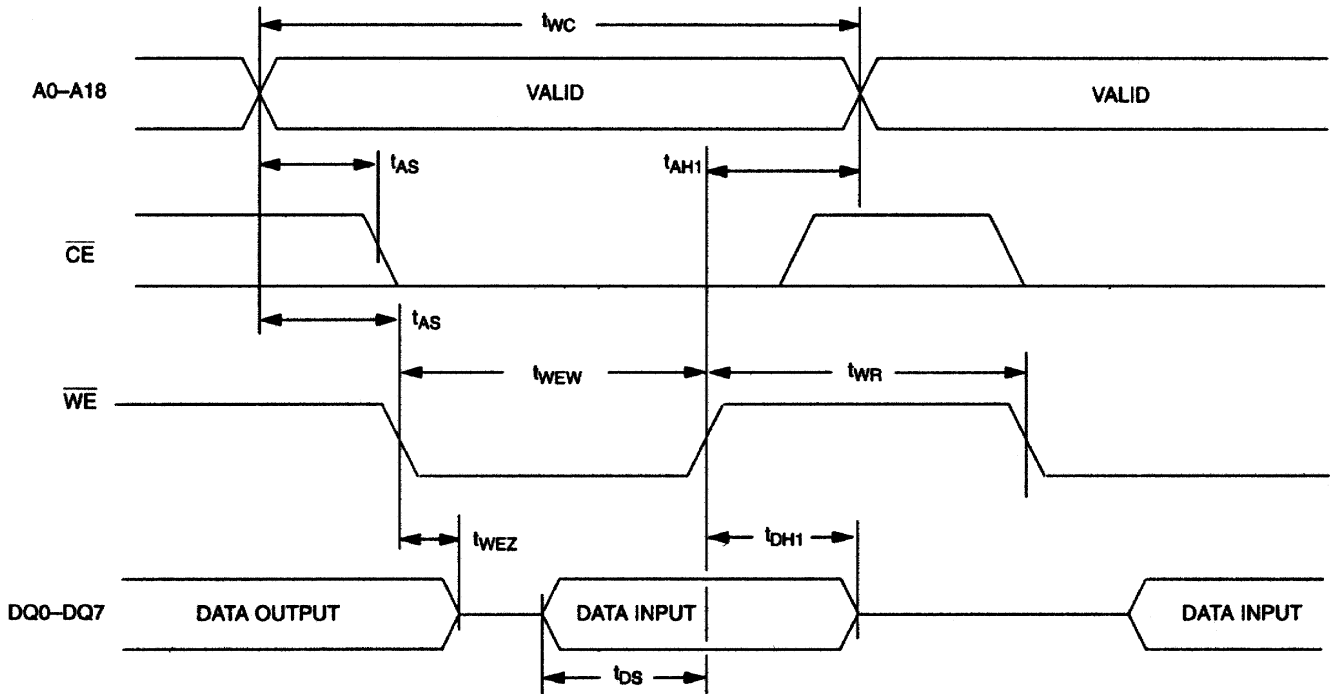 tWC
A0–A18 VALID VALID
tAS tAH1
CE
tAS
tWEW tWR
WE
tWEZ tDH1
DQ0–DQ7 DATA OUTPUT DATA INPUT DATA INPUT
tDS